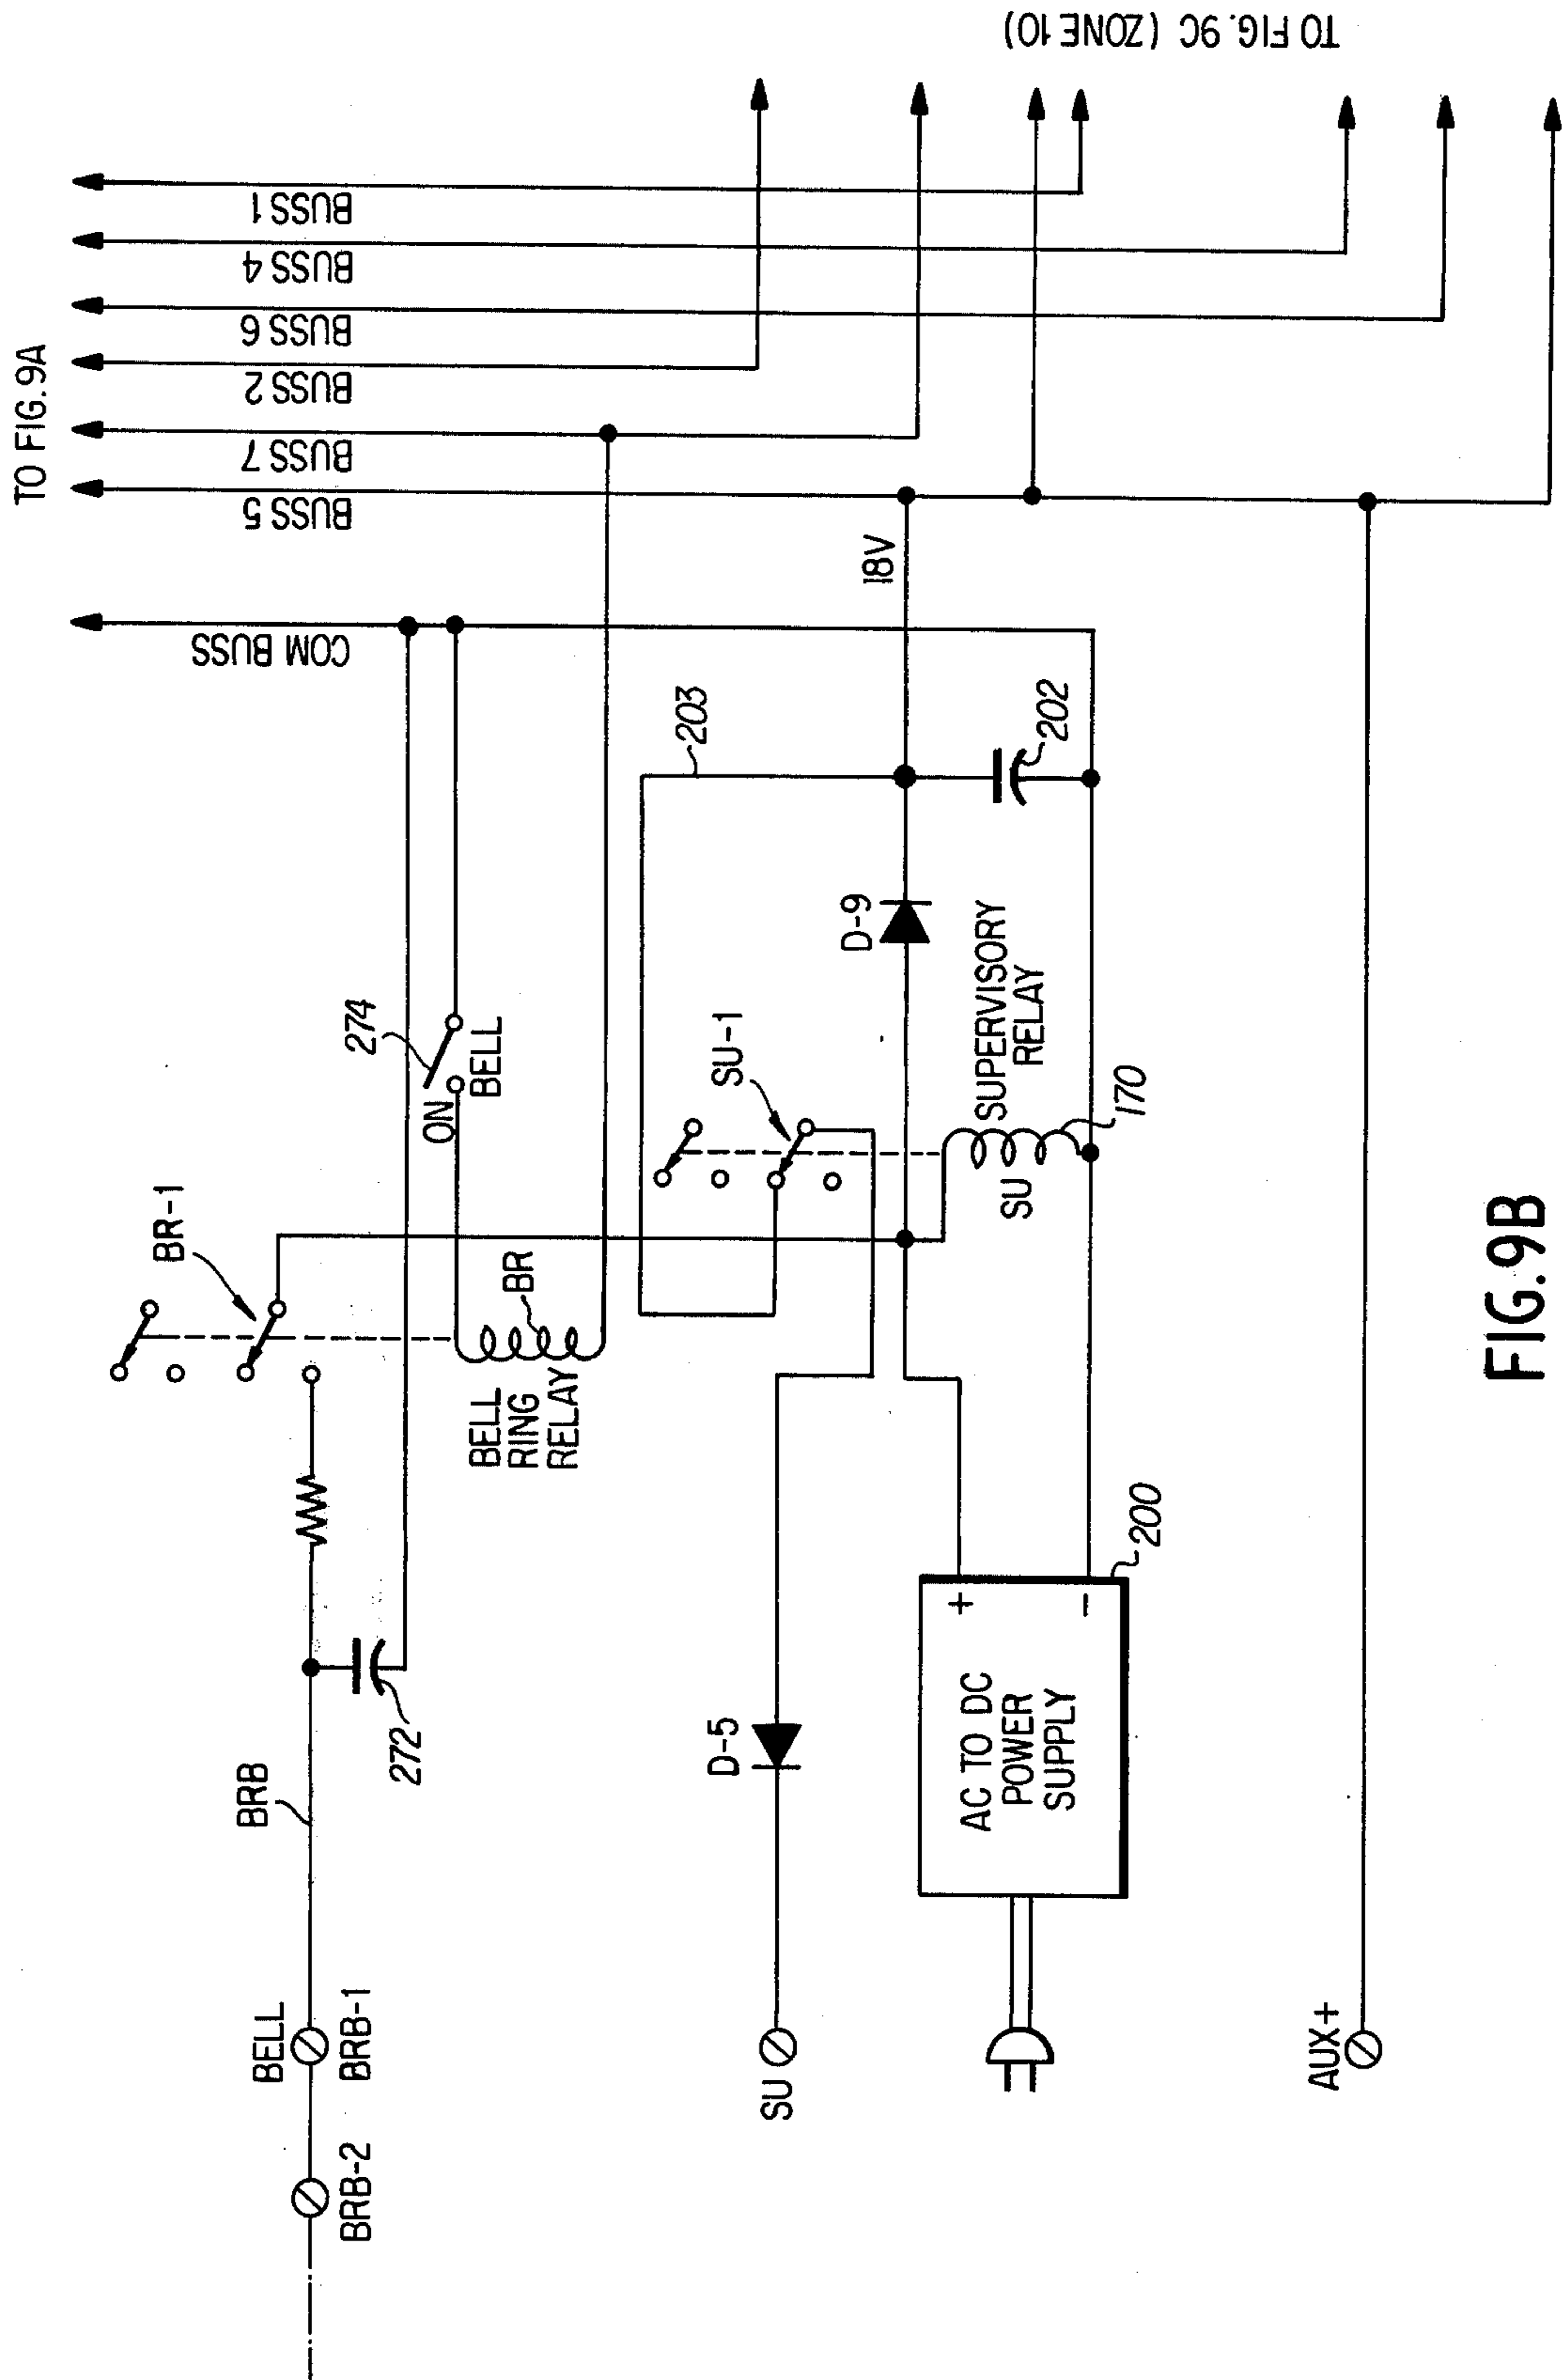 TO FIG. 9A
COM BUSS
BUSS 5
BUSS 7
BUSS 2
BUSS 6
BUSS 4
BUSS 1
TO FIG. 9C (ZONE 10)
BR-1
274
ON
BELL
BELL
RING
RELAY
BR
BRB
272
BELL
BRB-1
BRB-2
203
18V
SU-1
D-9
202
SUPERVISORY
RELAY
SU
170
D-5
SU
AC TO DC
POWER
SUPPLY
+
-
200
AUX+
FIG. 9B